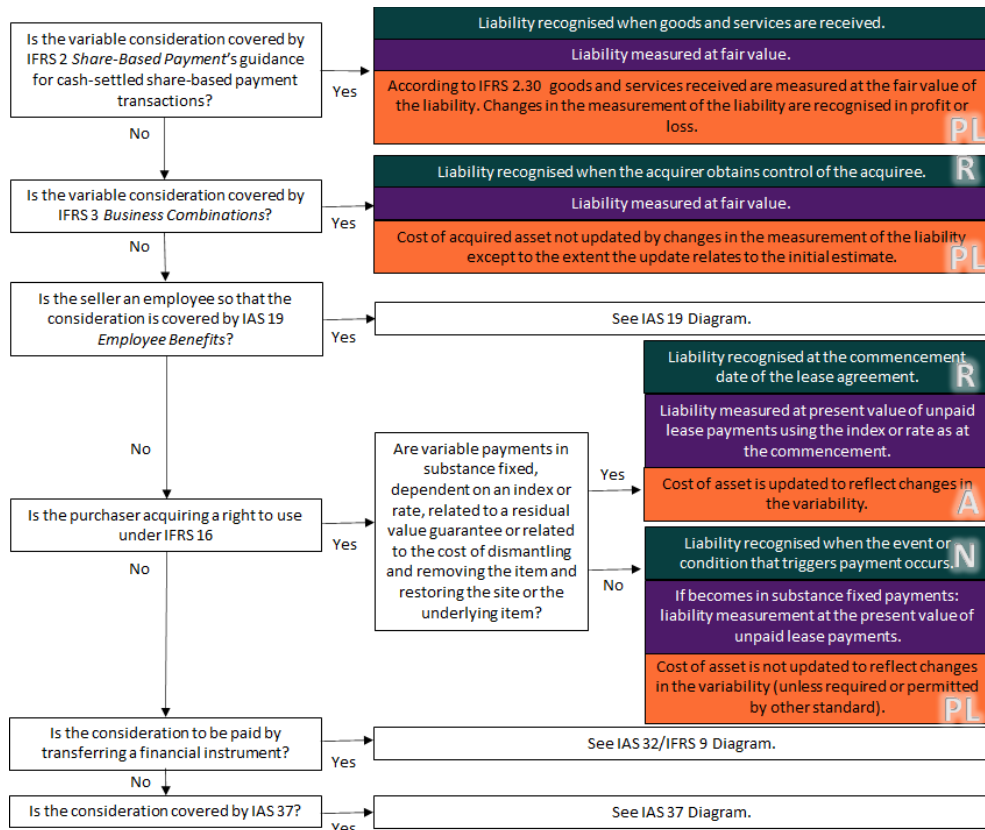 Is the variable consideration covered by
IFRS 2 Share-Based Payment's guidance
for cash-settled share-based payment
transactions?
Yes
Liability recognised when goods and services are received.
Liability measured at fair value.
According to IFRS 2.30 goods and services received are measured at the fair value of
the liability. Changes in the measurement of the liability are recognised in profit or
loss.
PL
No
Is the variable consideration covered by
IFRS 3 Business Combinations?
Yes
Liability recognised when the acquirer obtains control of the acquiree.
R
Liability measured at fair value.
Cost of acquired asset not updated by changes in the measurement of the liability
except to the extent the update relates to the initial estimate.
PL
No
Is the seller an employee so that the
consideration is covered by IAS 19
Employee Benefits?
Yes
See IAS 19 Diagram.
No
Is the purchaser acquiring a right to use
under IFRS 16
Yes
Are variable payments in
substance fixed,
dependent on an index or
rate, related to a residual
value guarantee or related
to the cost of dismantling
and removing the item and
restoring the site or the
underlying item?
Yes
Liability recognised at the commencement
date of the lease agreement.
R
Liability measured at present value of unpaid
lease payments using the index or rate as at
the commencement.
Cost of asset is updated to reflect changes in
the variability.
A
No
Liability recognised when the event or
condition that triggers payment occurs.
N
If becomes in substance fixed payments:
liability measurement at the present value of
unpaid lease payments.
Cost of asset is not updated to reflect changes
in the variability (unless required or permitted
by other standard).
PL
No
Is the consideration to be paid by
transferring a financial instrument?
Yes
See IAS 32/IFRS 9 Diagram.
No
Is the consideration covered by IAS 37?
Yes
See IAS 37 Diagram.